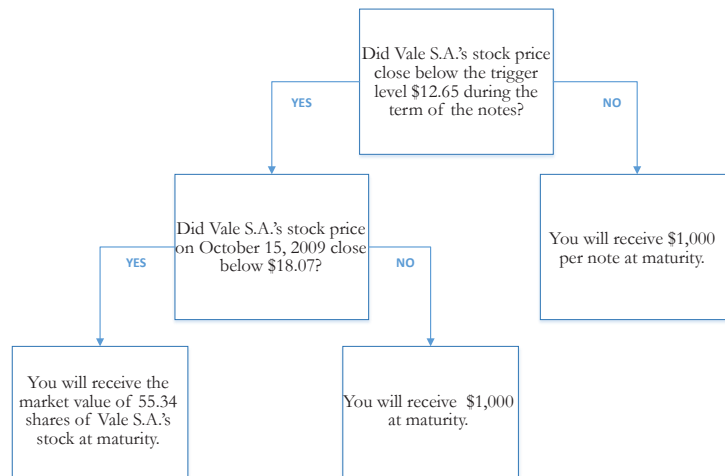 Did Vale S.A.'s stock price
close below the trigger
level $12.65 during the
term of the notes?
YES
NO
Did Vale S.A.'s stock price
on October 15, 2009 close
below $18.07?
You will receive $1,000
per note at maturity.
YES
NO
You will receive the
market value of 55.34
shares of Vale S.A.'s
stock at maturity.
You will receive $1,000
at maturity.